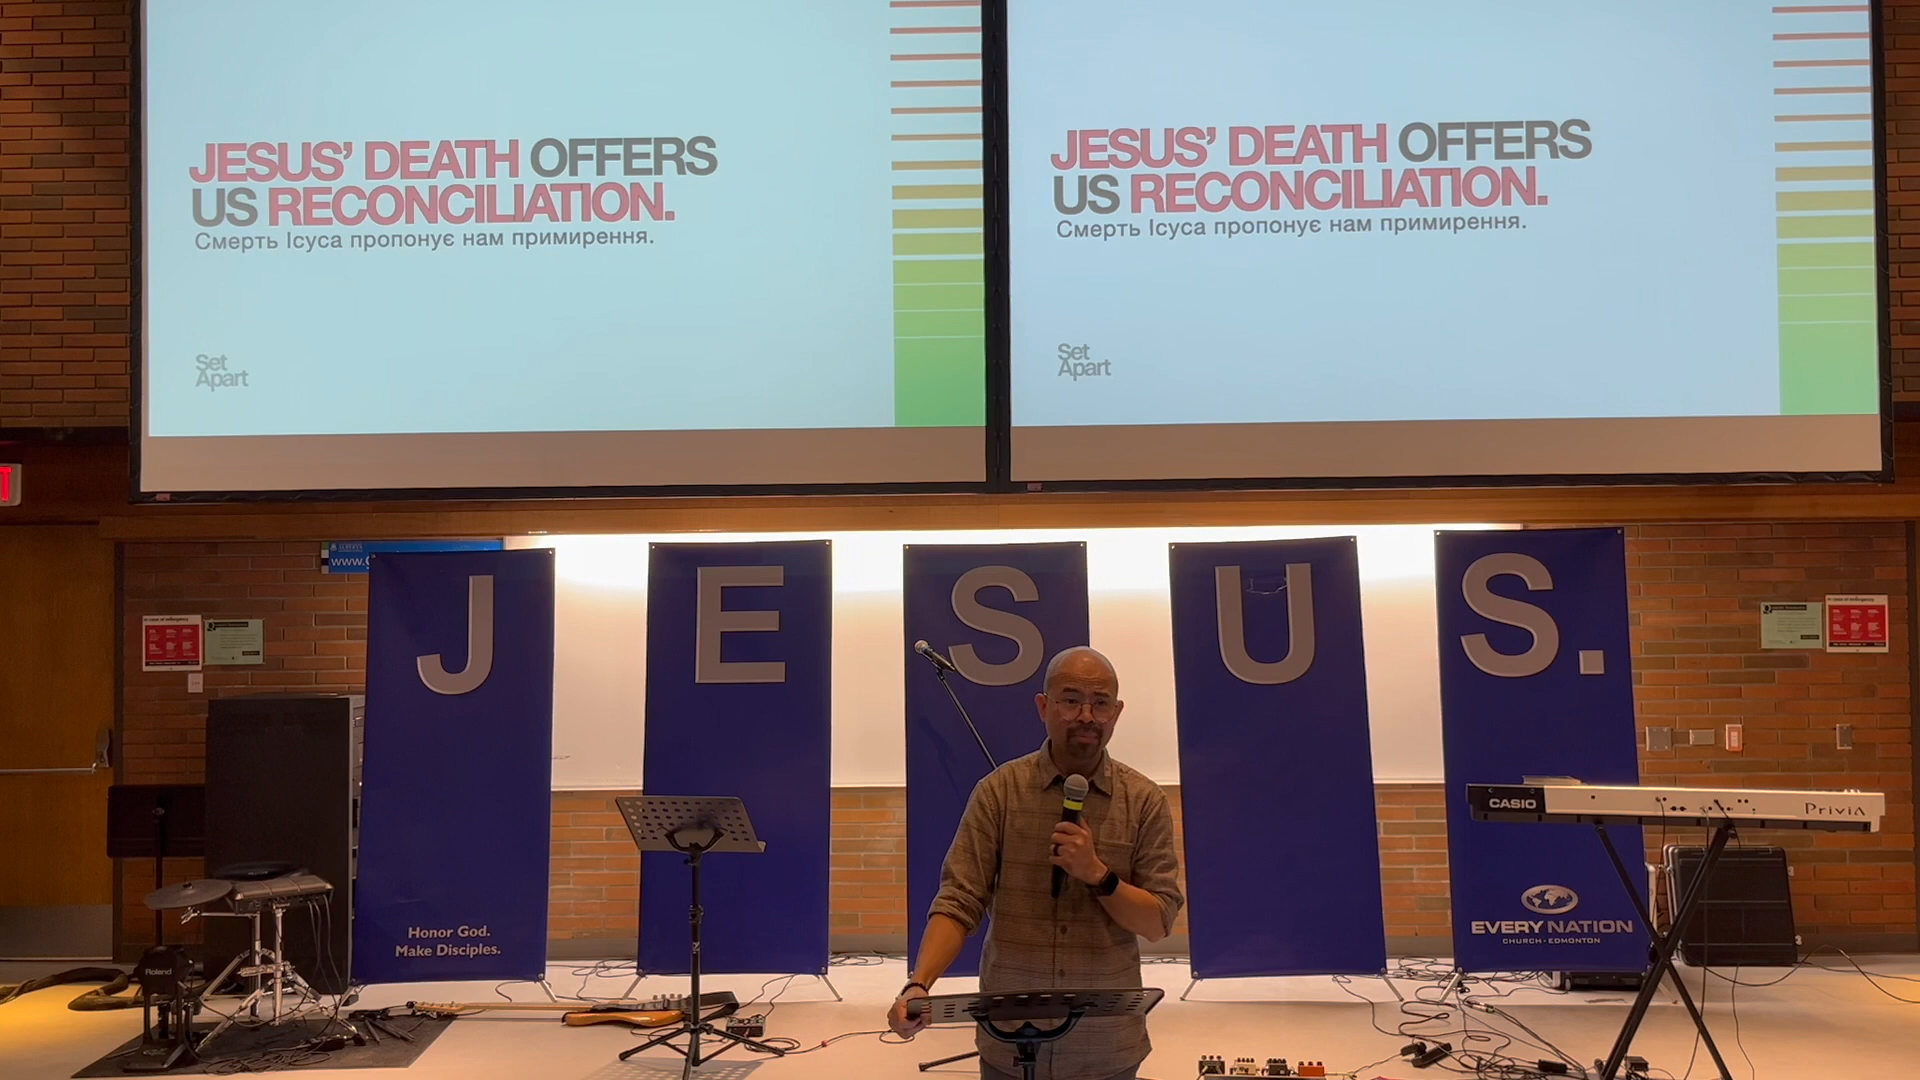 JESUS' DEATH OFFERS
US RECONCILIATION.
Смерть Ісуса пропонує нам примирення.
Set
Apart
JESUS' DEATH OFFERS
US RECONCILIATION.
Смерть Ісуса пропонує нам примирення.
Set
Apart
www.
J E S U S.
Honor God.
Make Disciples.
EVERY NATION
CHURCH · EDMONTON
CASIO
Privia
Roland